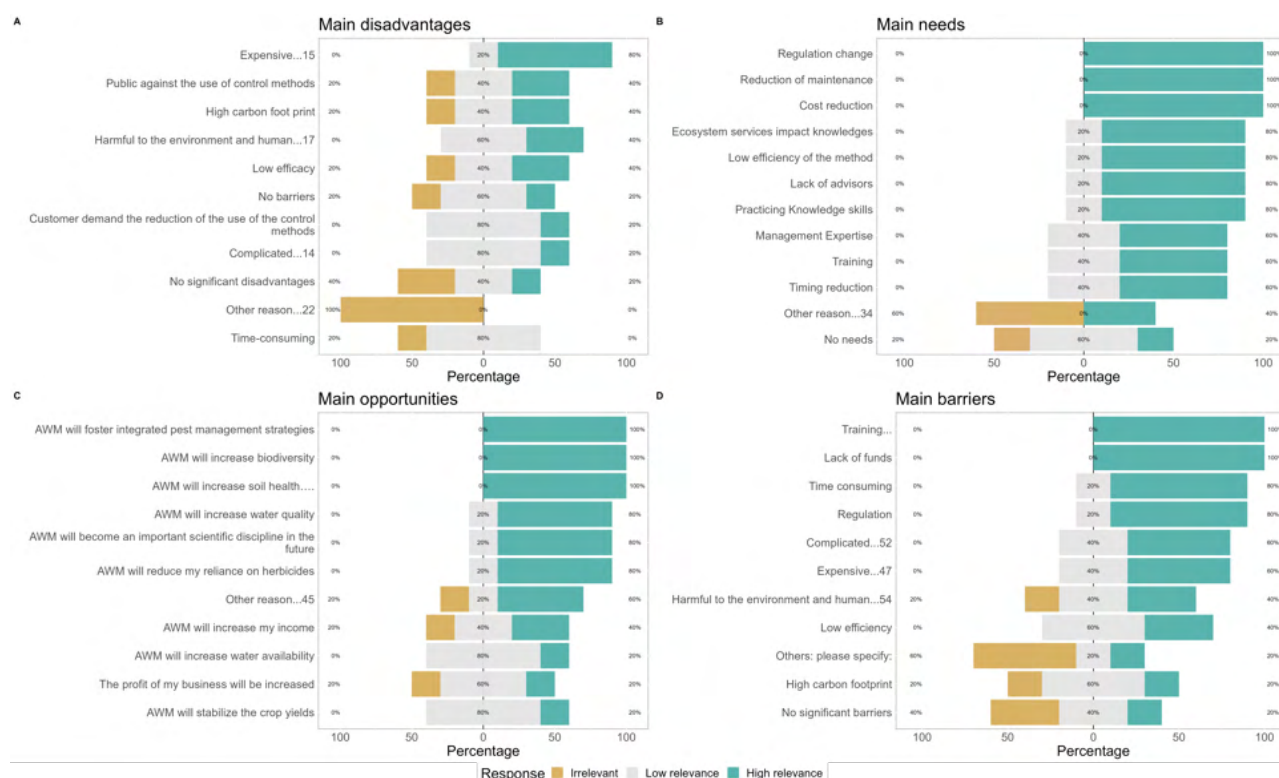 A
Main disadvantages
Expensive...15 0% 20% 80%
Public against the use of control methods 20% 40% 40%
High carbon foot print 20% 40% 40%
Harmful to the environment and human...17 0% 60% 40%
Low efficacy 20% 40% 40%
No barriers 20% 60% 20%
Customer demand the reduction of the use of the control
methods 0% 80% 20%
Complicated...14 0% 80% 20%
No significant disadvantages 40% 40% 20%
Other reason...22 100% 0% 0%
Time-consuming 20% 80% 0%
100 50 0 50 100
Percentage
B
Main needs
Regulation change 0% 0% 100%
Reduction of maintenance 0% 0% 100%
Cost reduction 0% 0% 100%
Ecosystem services impact knowledges 0% 20% 80%
Low efficiency of the method 0% 20% 80%
Lack of advisors 0% 20% 80%
Practicing Knowledge skills 0% 20% 80%
Management Expertise 0% 40% 60%
Training 0% 40% 60%
Timing reduction 0% 40% 60%
Other reason...34 60% 0% 40%
No needs 20% 60% 20%
100 50 0 50 100
Percentage
C
Main opportunities
AWM will foster integrated pest management strategies 0% 0% 100%
AWM will increase biodiversity 0% 0% 100%
AWM will increase soil health.... 0% 0% 100%
AWM will increase water quality 0% 20% 80%
AWM will become an important scientific discipline in the
future 0% 20% 80%
AWM will reduce my reliance on herbicides 0% 20% 80%
Other reason...45 20% 20% 60%
AWM will increase my income 20% 40% 40%
AWM will increase water availability 0% 80% 20%
The profit of my business will be increased 20% 60% 20%
AWM will stabilize the crop yields 0% 80% 20%
100 50 0 50 100
Percentage
D
Main barriers
Training... 0% 0% 100%
Lack of funds 0% 0% 100%
Time consuming 0% 20% 80%
Regulation 0% 20% 80%
Complicated...52 0% 40% 60%
Expensive...47 0% 40% 60%
Harmful to the environment and human...54 20% 40% 40%
Low efficiency 0% 60% 40%
Others: please specify: 60% 20% 20%
High carbon footprint 20% 60% 20%
No significant barriers 40% 40% 20%
100 50 0 50 100
Percentage
Response Irrelevant Low relevance High relevance